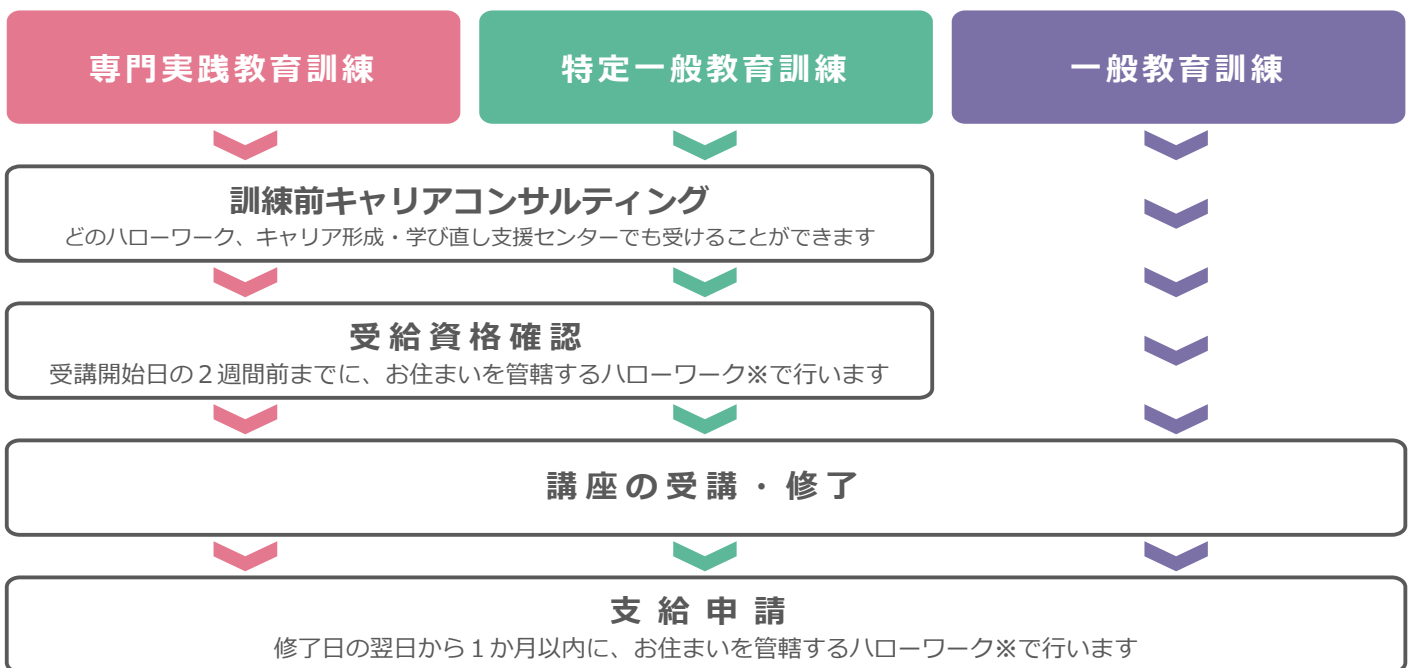 専門実践教育訓練
特定一般教育訓練
一般教育訓練
訓練前キャリアコンサルティング
どのハローワーク、キャリア形成・学び直し支援センターでも受けることができます
受給資格確認
受講開始日の２週間前までに、お住まいを管轄するハローワーク※で行います
講座の受講・修了
支給申請
修了日の翌日から１か月以内に、お住まいを管轄するハローワーク※で行います